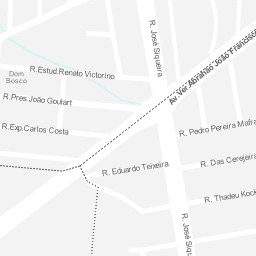 R. José Siqueira
Av. Ver. Abrahão João Francisco
R.Estud.Renato Victorino
Dom
Bosco
R.Pres.João Goulart
R.Exp.Carlos Costa
R. Pedro Pereira Mafra
R. Eduardo Teixeira
R. Das Cerejeira
R. Thadeu Kock
R. José Siqu